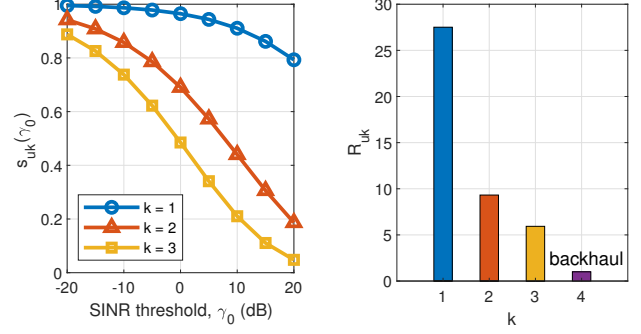 1
0.8
0.6
0.4
0.2
0
s_uk(γ_0)
k = 1
k = 2
k = 3
-20 -10 0 10 20
SINR threshold, γ_0 (dB)
30
25
20
15
10
5
0
R_uk
backhaul
1 2 3 4
k